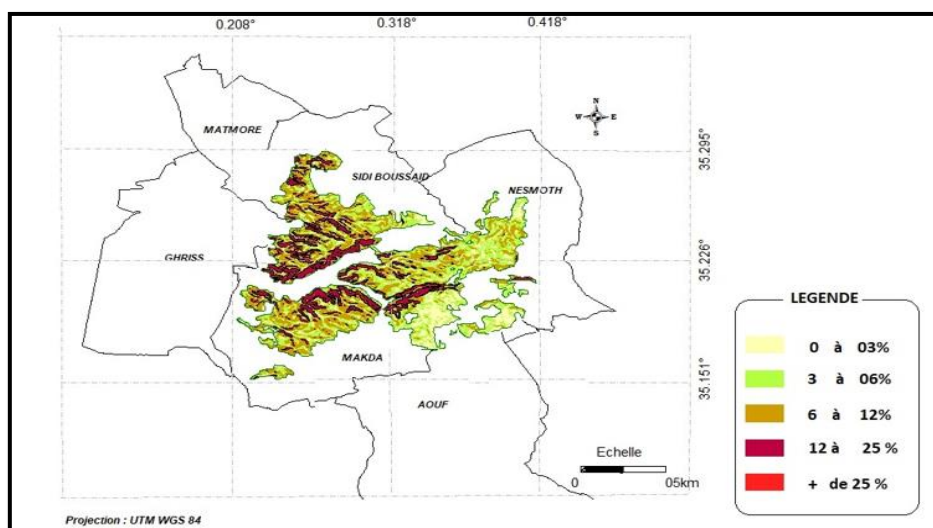 0.208° 0.318° 0.418°
N
W E
S
MATMORE
35.295°
SIDI BOUSSAID
NESMOTH
GHRISS
35.226°
LEGENDE
0 à 03%
3 à 06%
MAKDA
35.151°
AOUF
6 à 12%
12 à 25 %
Echelle
05km
+ de 25 %
Projection : UTM WGS 84